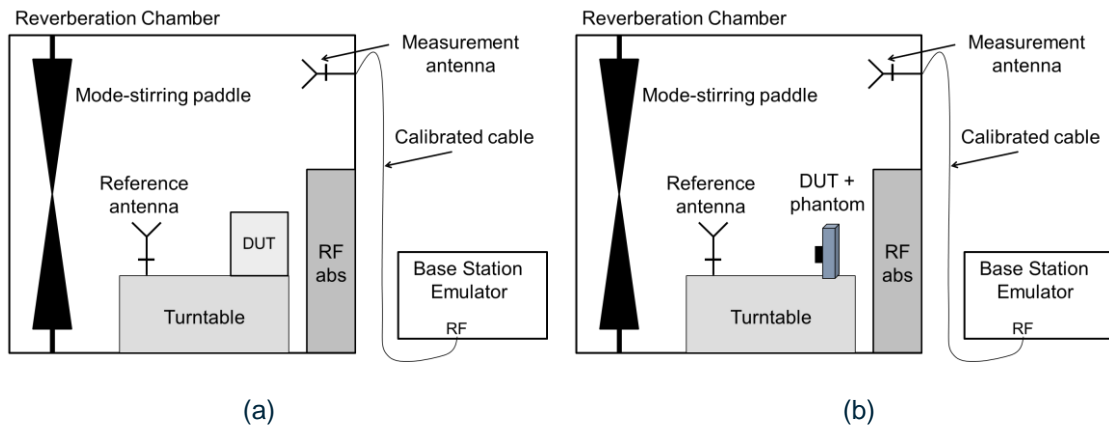 Reverberation Chamber
Measurement
antenna
Mode-stirring paddle
Calibrated cable
Reference
antenna
DUT
RF
abs
Base Station
Emulator
RF
Turntable
(a)
Reverberation Chamber
Measurement
antenna
Mode-stirring paddle
Calibrated cable
Reference
antenna
DUT +
phantom
RF
abs
Base Station
Emulator
RF
Turntable
(b)